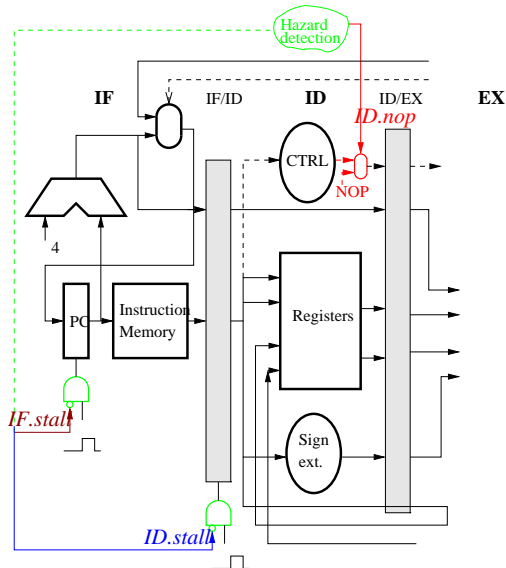 Hazard
detection
IF
IF/ID
ID
ID/EX
EX
ID.nop
CTRL
NOP
4
PC
Instruction
Memory
Registers
IF.stall
Sign
ext.
ID.stall